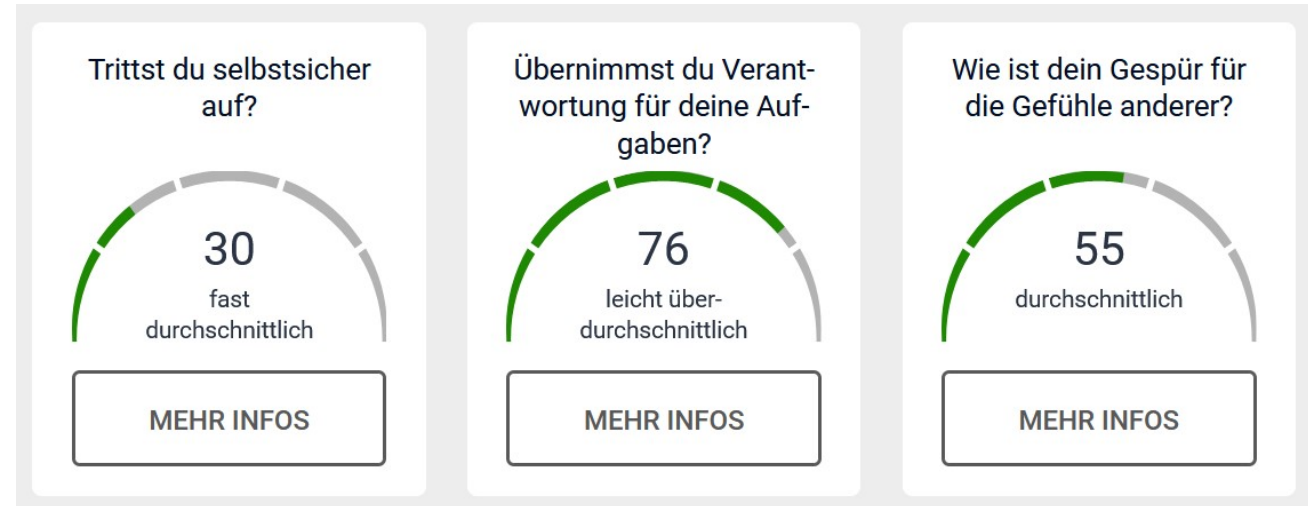 Trittst du selbstsicher
auf?
30
fast
durchschnittlich
MEHR INFOS
Übernimmst du Verant-
wortung für deine Auf-
gaben?
76
leicht über-
durchschnittlich
MEHR INFOS
Wie ist dein Gespür für
die Gefühle anderer?
55
durchschnittlich
MEHR INFOS